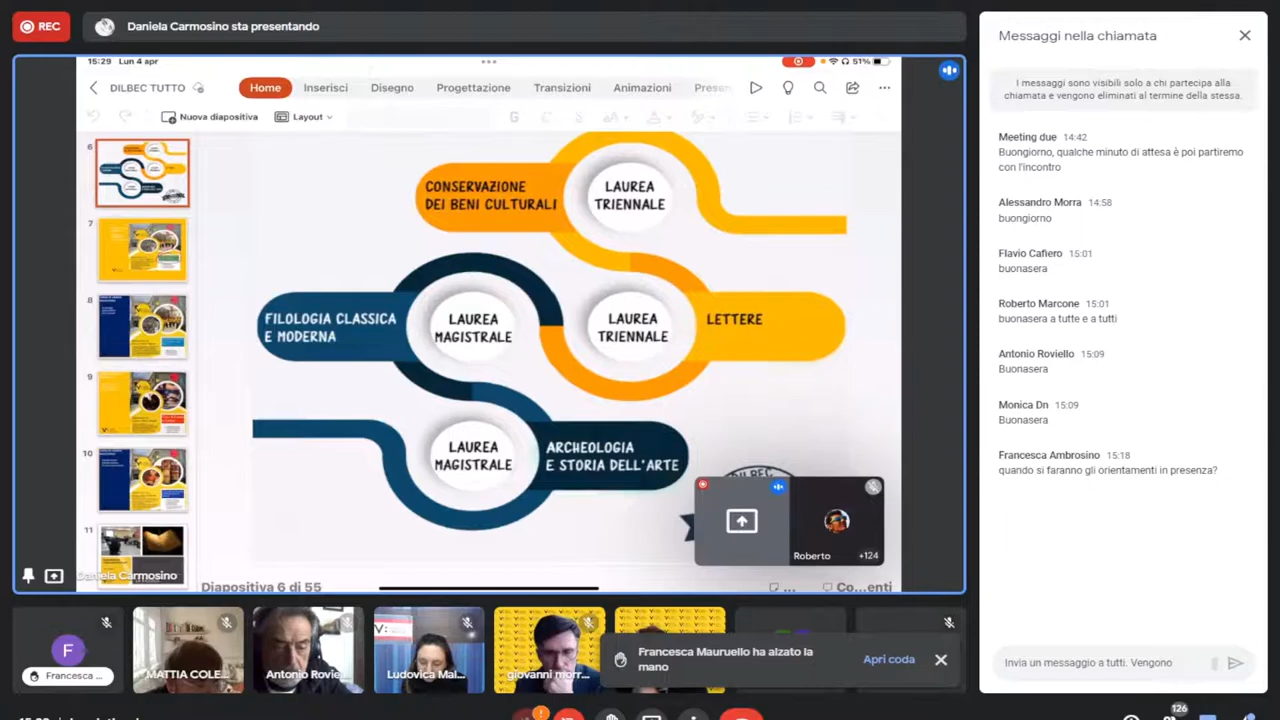 REC
Daniela Carmosino sta presentando
15:29 Lun 4 apr
51%
DILBEC TUTTO
Home
Inserisci
Disegno
Progettazione
Transizioni
Animazioni
Nuova diapositiva
Layout
6
7
8
9
10
11
CONSERVAZIONE
DEI BENI CULTURALI
LAUREA
TRIENNALE
FILOLOGIA CLASSICA
E MODERNA
LAUREA
MAGISTRALE
LAUREA
TRIENNALE
LETTERE
LAUREA
MAGISTRALE
ARCHEOLOGIA
E STORIA DELL'ARTE
Roberto
+124
Daniela Carmosino
Diapositiva 6 di 55
F
Francesca ...
MATTIA COLE...
Antonio Rovie...
Ludovica Mal...
giovanni morr...
Francesca Mauruello ha alzato la
mano
Apri coda
Messaggi nella chiamata
I messaggi sono visibili solo a chi partecipa alla
chiamata e vengono eliminati al termine della stessa.
Meeting due 14:42
Buongiorno, qualche minuto di attesa è poi partiremo
con l'incontro
Alessandro Morra 14:58
buongiorno
Flavio Cafiero 15:01
buonasera
Roberto Marcone 15:01
buonasera a tutte e a tutti
Antonio Roviello 15:09
Buonasera
Monica Dn 15:09
Buonasera
Francesca Ambrosino 15:18
quando si faranno gli orientamenti in presenza?
Invia un messaggio a tutti. Vengono
126